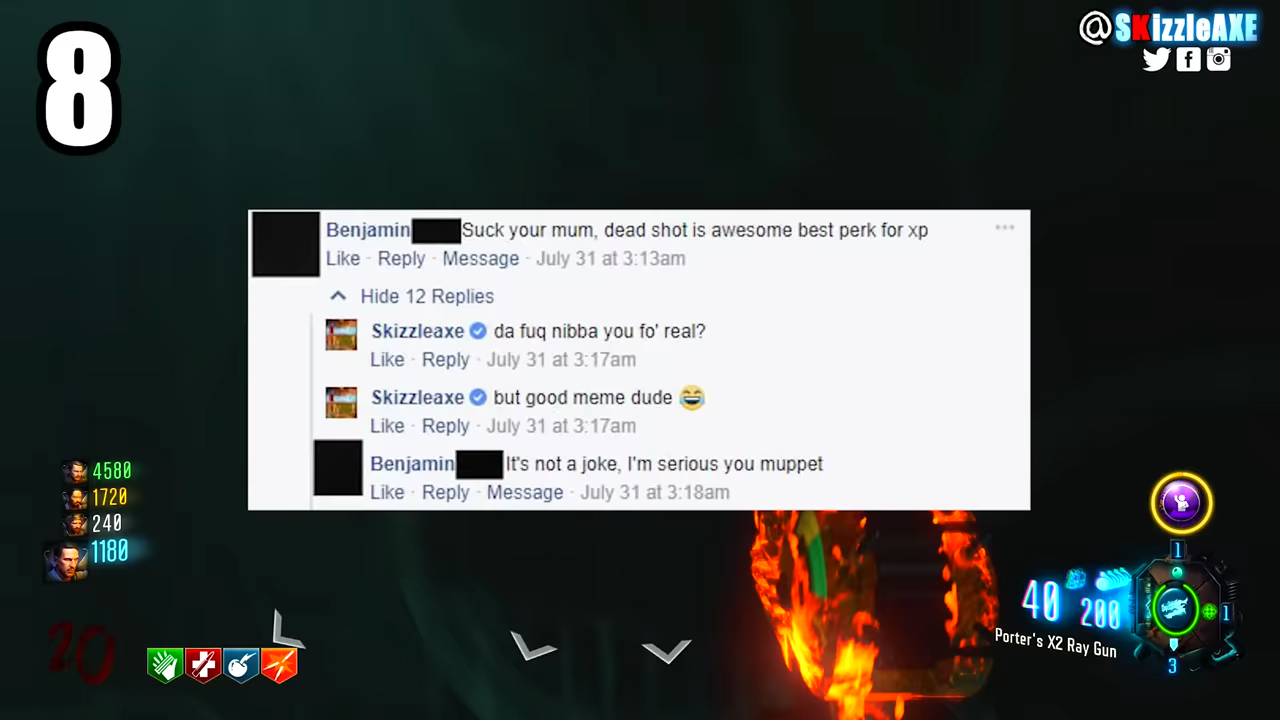 8
@SKizzleAXE
Benjamin Suck your mum, dead shot is awesome best perk for xp
Like · Reply · Message · July 31 at 3:13am
Hide 12 Replies
Skizzleaxe da fuq nibba you fo' real?
Like · Reply · July 31 at 3:17am
Skizzleaxe but good meme dude 😂
Like · Reply · July 31 at 3:17am
Benjamin It's not a joke, I'm serious you muppet
Like · Reply · Message · July 31 at 3:18am
4580
1720
240
1180
20
1
40 200 1
Porter's X2 Ray Gun
3